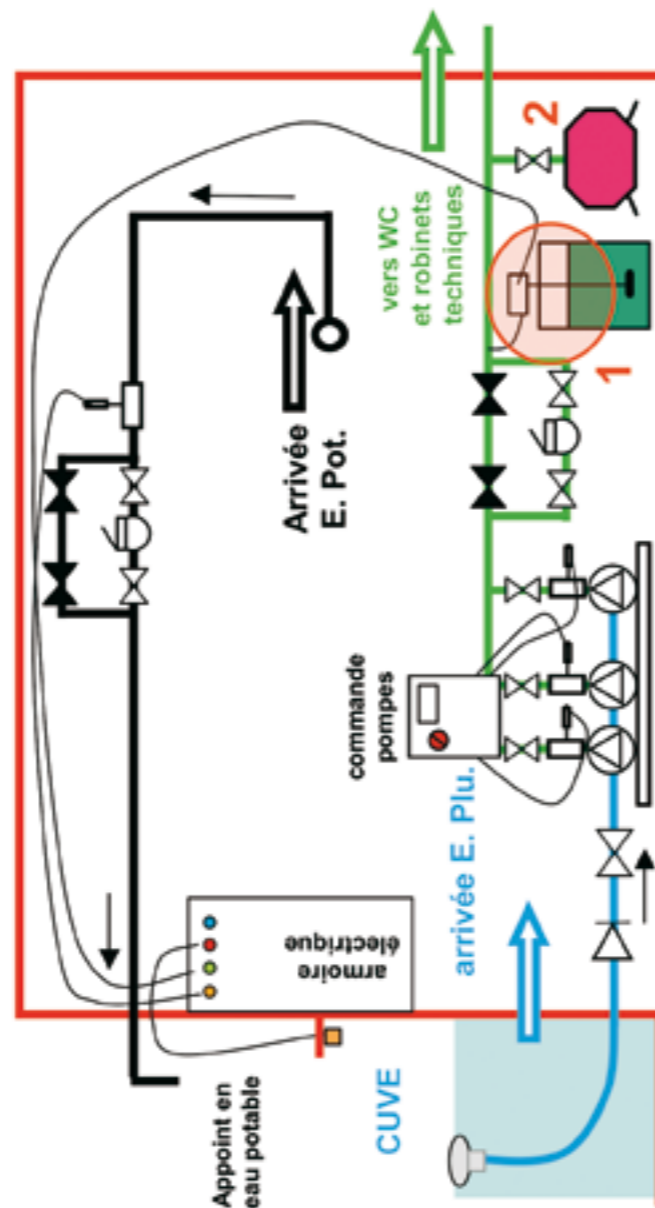 Appoint en
eau potable
armoire
électrique
Arrivée
E. Pot.
CUVE
arrivée E. Plu.
commande
pompes
vers WC
et robinets
techniques
1
2